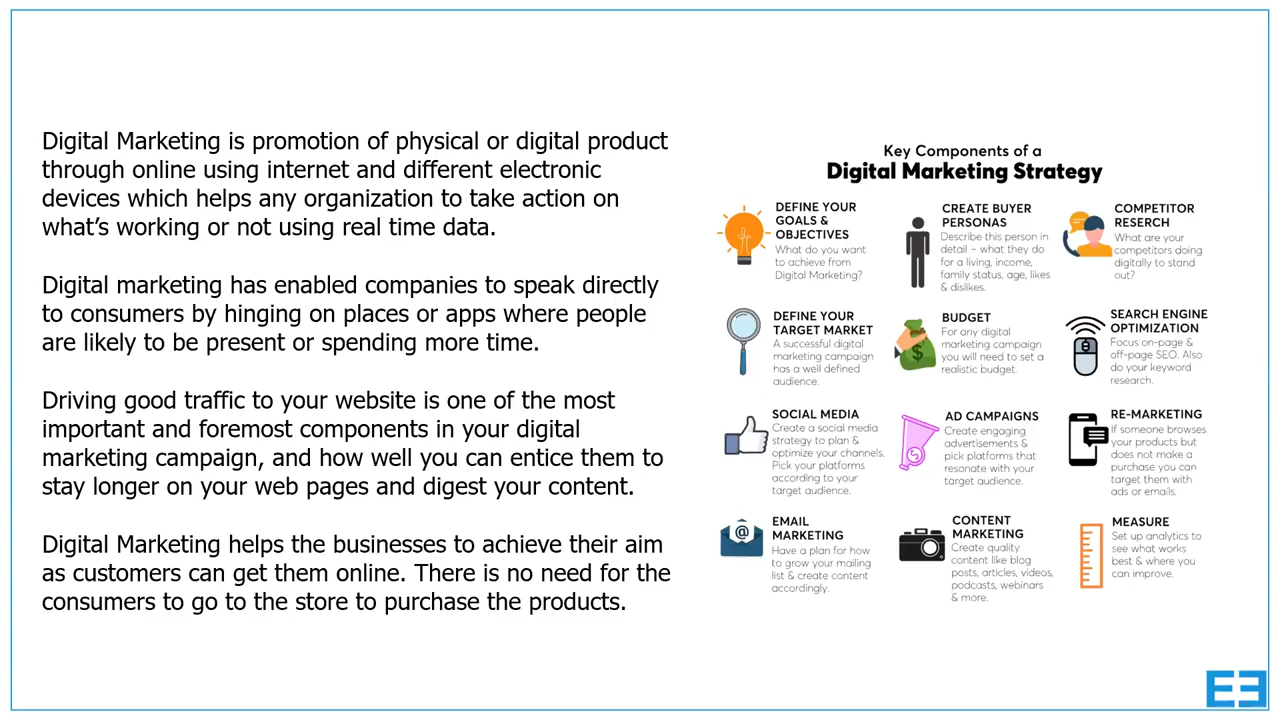 Digital Marketing is promotion of physical or digital product
through online using internet and different electronic
devices which helps any organization to take action on
what's working or not using real time data.
Digital marketing has enabled companies to speak directly
to consumers by hinging on places or apps where people
are likely to be present or spending more time.
Driving good traffic to your website is one of the most
important and foremost components in your digital
marketing campaign, and how well you can entice them to
stay longer on your web pages and digest your content.
Digital Marketing helps the businesses to achieve their aim
as customers can get them online. There is no need for the
consumers to go to the store to purchase the products.
Key Components of a
Digital Marketing Strategy
DEFINE YOUR
GOALS &
OBJECTIVES
What do you want
to achieve from
Digital Marketing?
CREATE BUYER
PERSONAS
Describe this person in
detail – what they do
for a living, income,
family status, age, likes
& dislikes.
COMPETITOR
RESERCH
What are your
competitors doing
digitally to stand
out?
DEFINE YOUR
TARGET MARKET
A successful digital
marketing campaign
has a well defined
audience.
BUDGET
For any digital
marketing campaign
you will need to set a
realistic budget.
SEARCH ENGINE
OPTIMIZATION
Focus on-page &
off-page SEO. Also
do your keyword
research.
SOCIAL MEDIA
Create a social media
strategy to plan &
optimize your channels.
Pick your platforms
according to your
target audience.
AD CAMPAIGNS
Create engaging
advertisements &
pick platforms that
resonate with your
target audience.
RE-MARKETING
If someone browses
your products but
does not make a
purchase you can
target them with
ads or emails.
EMAIL
MARKETING
Have a plan for how
to grow your mailing
list & create content
accordingly.
CONTENT
MARKETING
Create quality
content like blog
posts, articles, videos,
podcasts, webinars
& more.
MEASURE
Set up analytics to
see what works
best & where you
can improve.